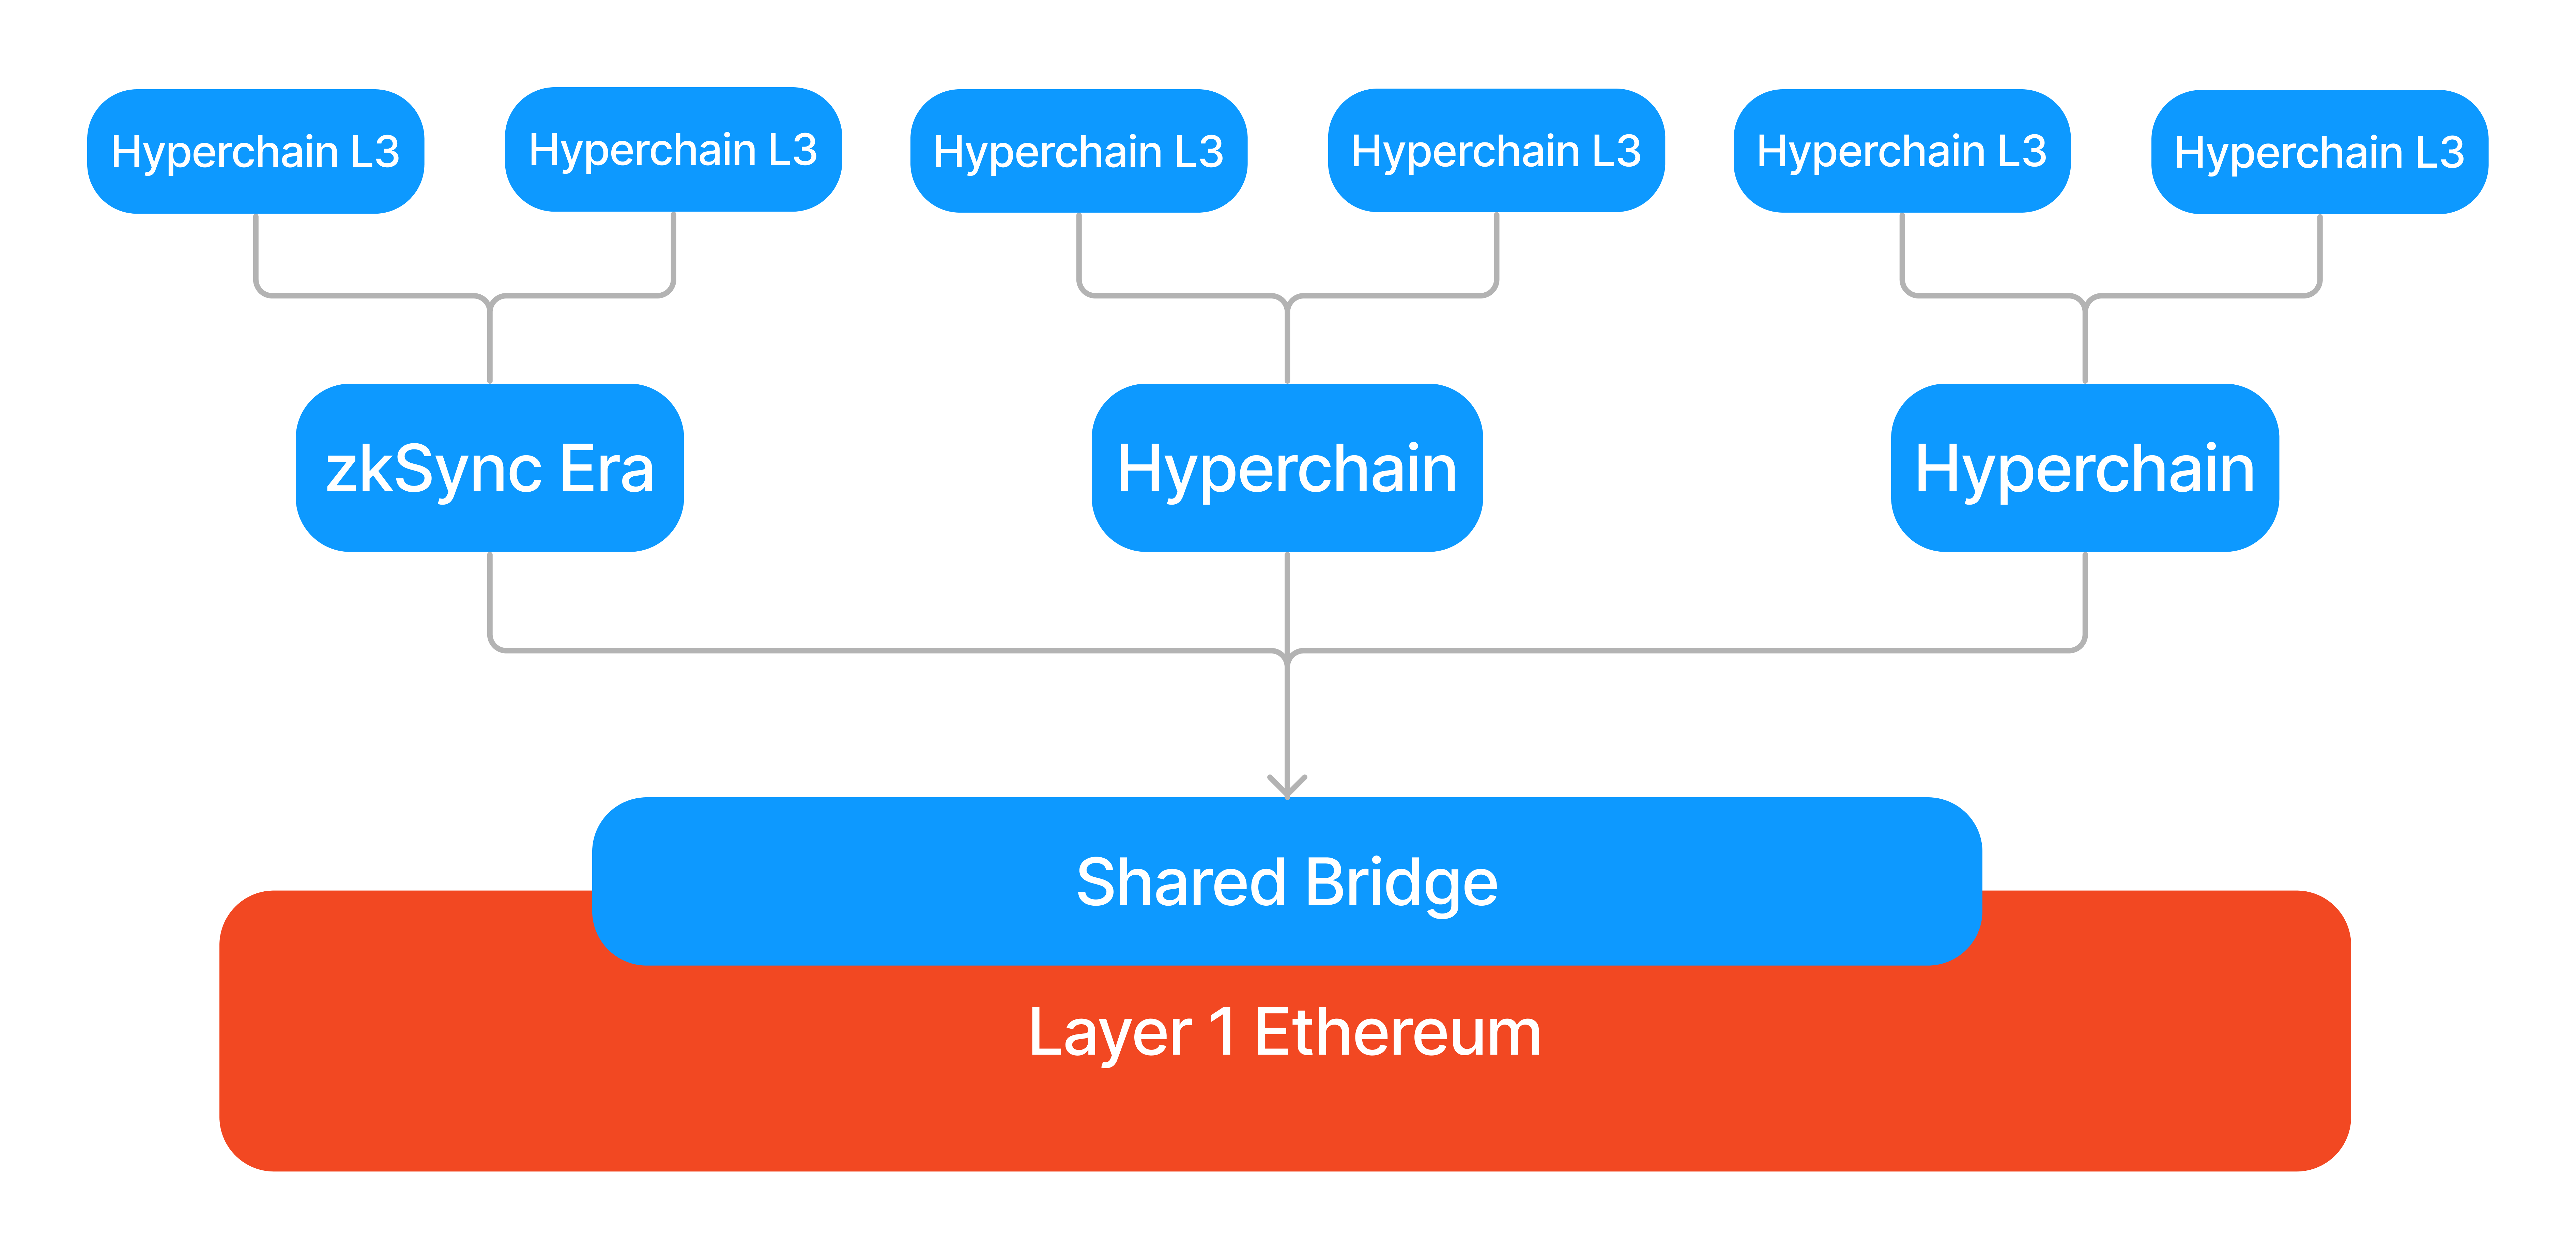 Hyperchain L3
Hyperchain L3
Hyperchain L3
Hyperchain L3
Hyperchain L3
Hyperchain L3
zkSync Era
Hyperchain
Hyperchain
Shared Bridge
Layer 1 Ethereum